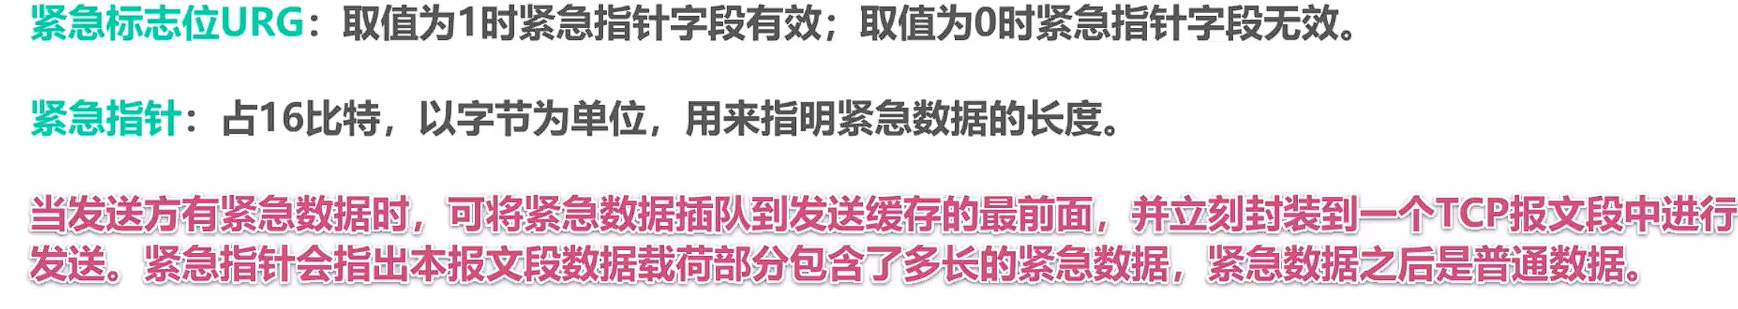 紧急标志位URG：取值为1时紧急指针字段有效；取值为0时紧急指针字段无效。
紧急指针：占16比特，以字节为单位，用来指明紧急数据的长度。
当发送方有紧急数据时，可将紧急数据插队到发送缓存的最前面，并立刻封装到一个TCP报文段中进行
发送。紧急指针会指出本报文段数据载荷部分包含了多长的紧急数据，紧急数据之后是普通数据。